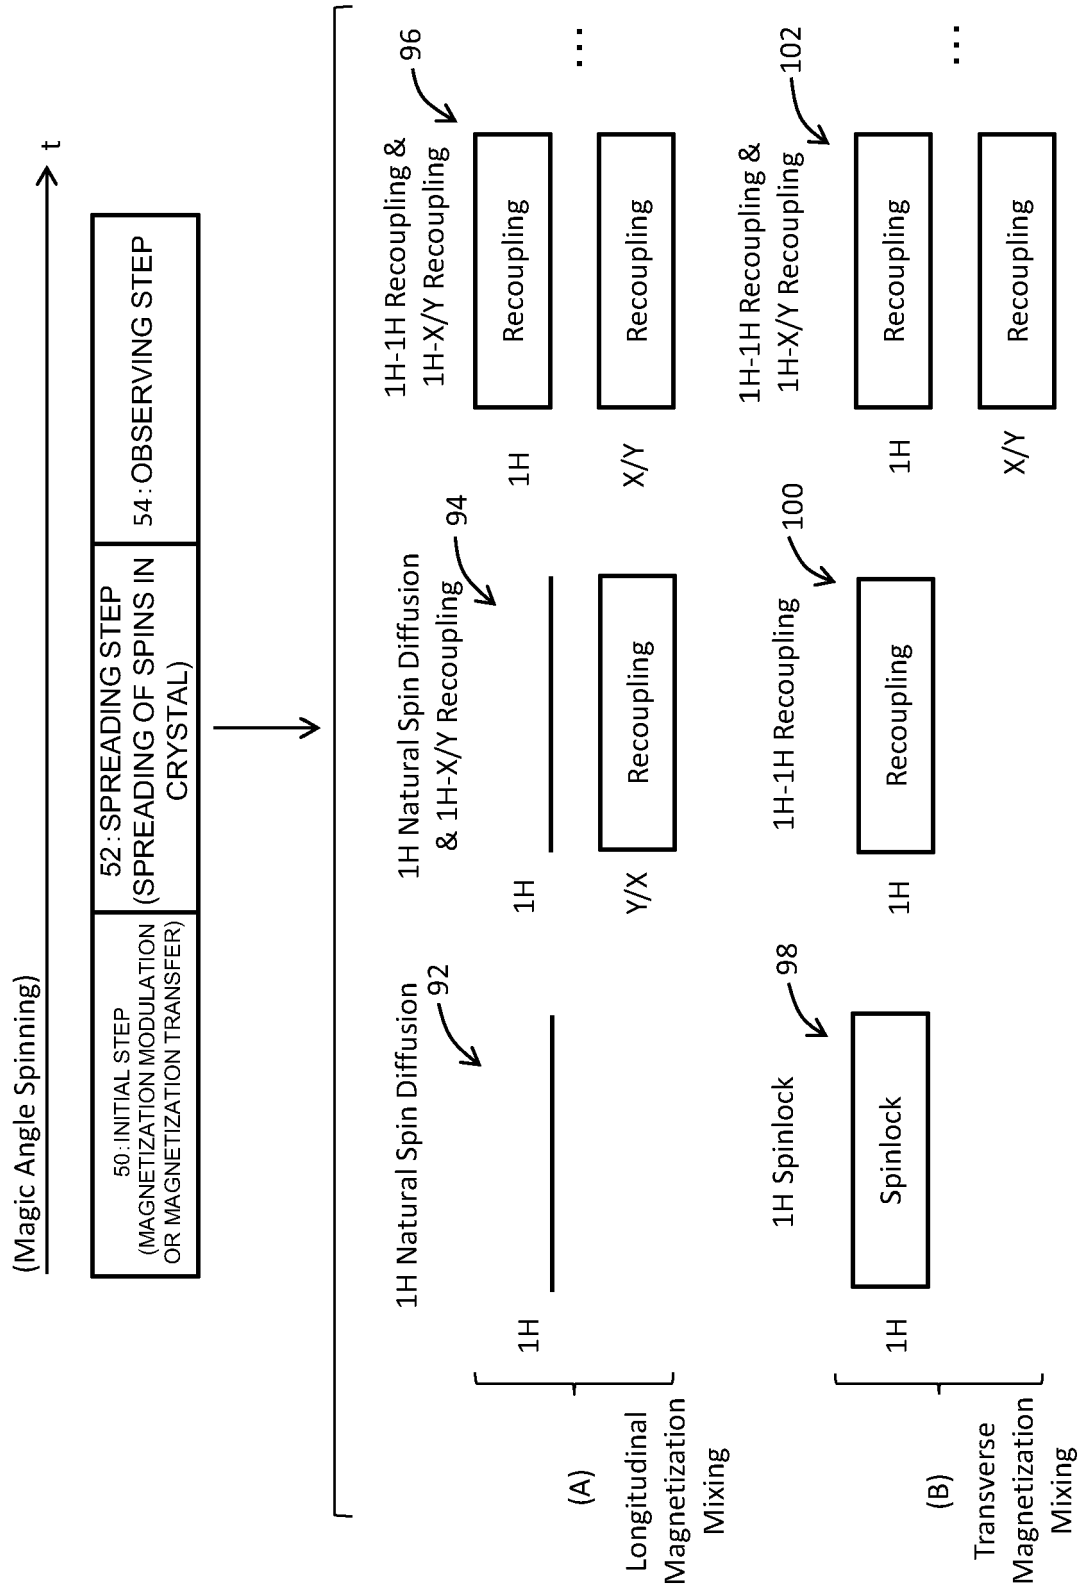 (Magic Angle Spinning)
t
50 : INITIAL STEP
(MAGNETIZATION MODULATION
OR MAGNETIZATION TRANSFER)
52 : SPREADING STEP
(SPREADING OF SPINS IN
CRYSTAL)
54 : OBSERVING STEP
(A)
Longitudinal
Magnetization
Mixing
1H Natural Spin Diffusion
92
1H
1H Natural Spin Diffusion
& 1H-X/Y Recoupling
94
1H
Y/X
Recoupling
1H-1H Recoupling &
1H-X/Y Recoupling
96
1H
Recoupling
X/Y
Recoupling
...
(B)
Transverse
Magnetization
Mixing
1H Spinlock
98
1H
Spinlock
1H-1H Recoupling
100
1H
Recoupling
1H-1H Recoupling &
1H-X/Y Recoupling
102
1H
Recoupling
X/Y
Recoupling
...